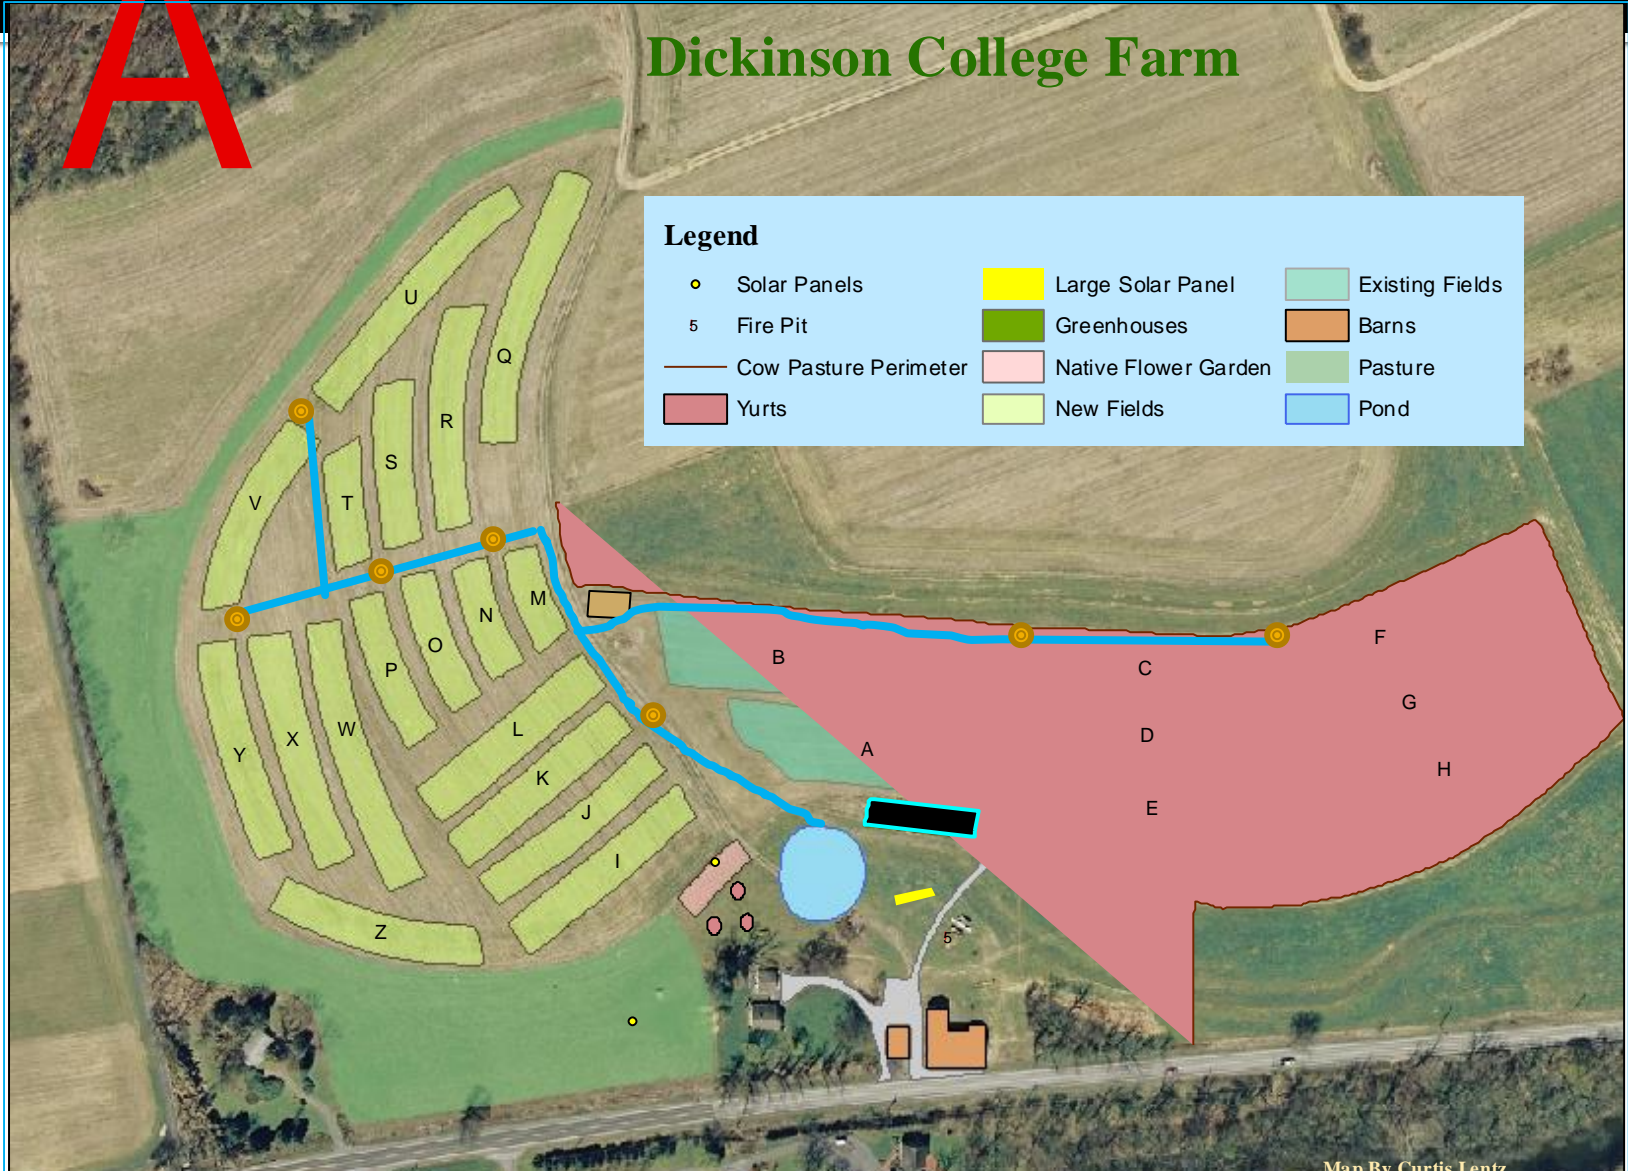 A
Dickinson College Farm
Legend
Solar Panels
Large Solar Panel
Existing Fields
5
Fire Pit
Greenhouses
Barns
Cow Pasture Perimeter
Native Flower Garden
Pasture
Yurts
New Fields
Pond
U
Q
R
S
V
T
M
N
O
P
B
C
F
G
L
W
X
Y
A
D
H
K
J
E
I
Z
5
Map By Curtis Lentz